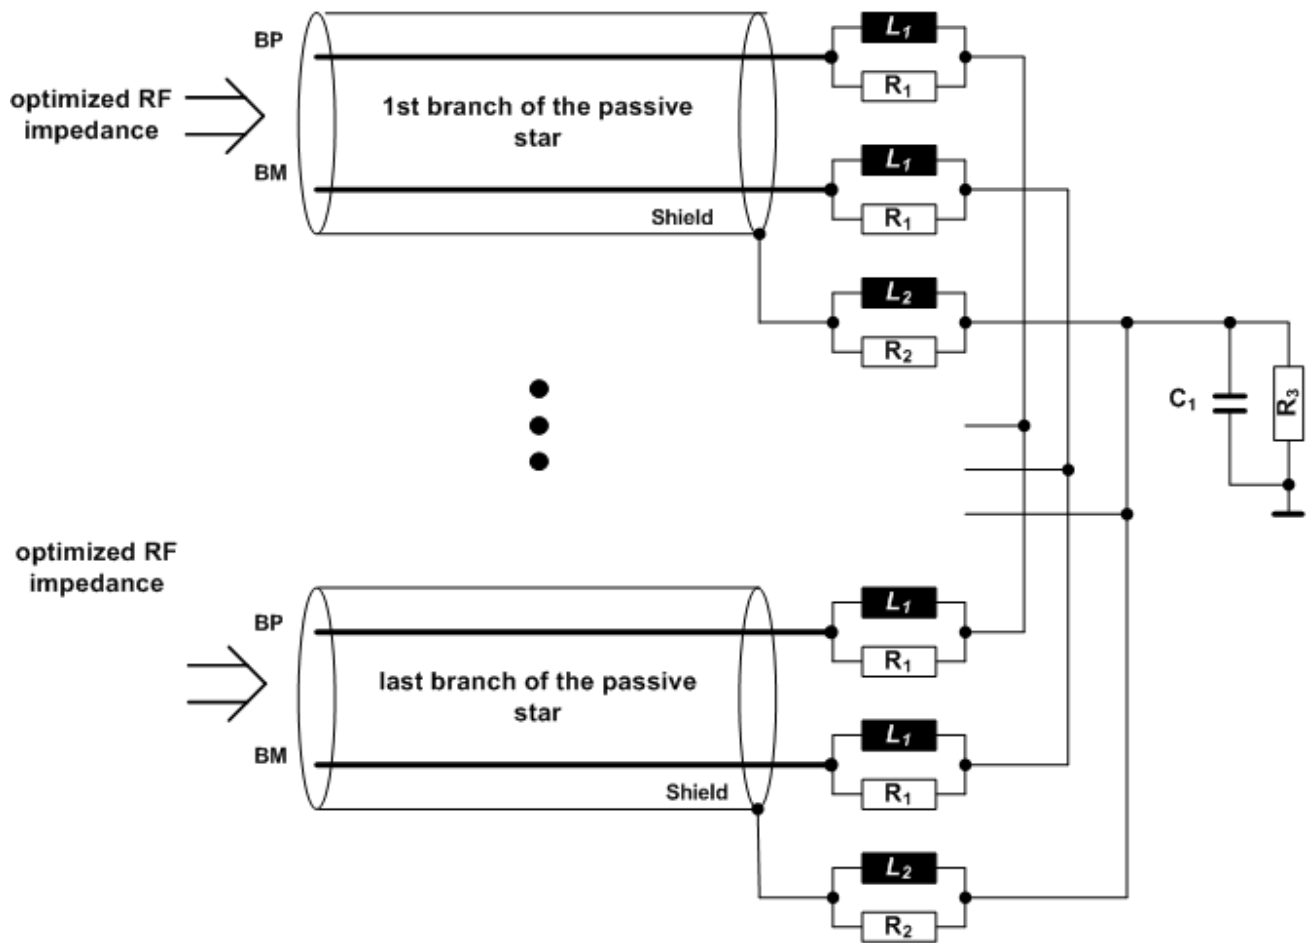 BP
L₁
R₁
optimized RF
impedance
1st branch of the passive
star
BM
L₁
R₁
Shield
L₂
R₂
C₁
R₃
optimized RF
impedance
BP
L₁
R₁
last branch of the passive
star
BM
L₁
R₁
Shield
L₂
R₂